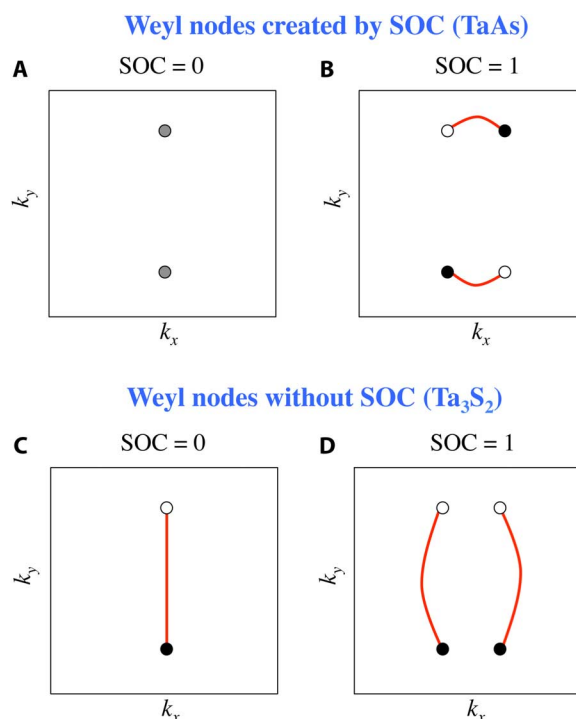 Weyl nodes created by SOC (TaAs)
A SOC = 0
B SOC = 1
k_y
k_y
k_x
k_x
Weyl nodes without SOC (Ta₃S₂)
C SOC = 0
D SOC = 1
k_y
k_y
k_x
k_x